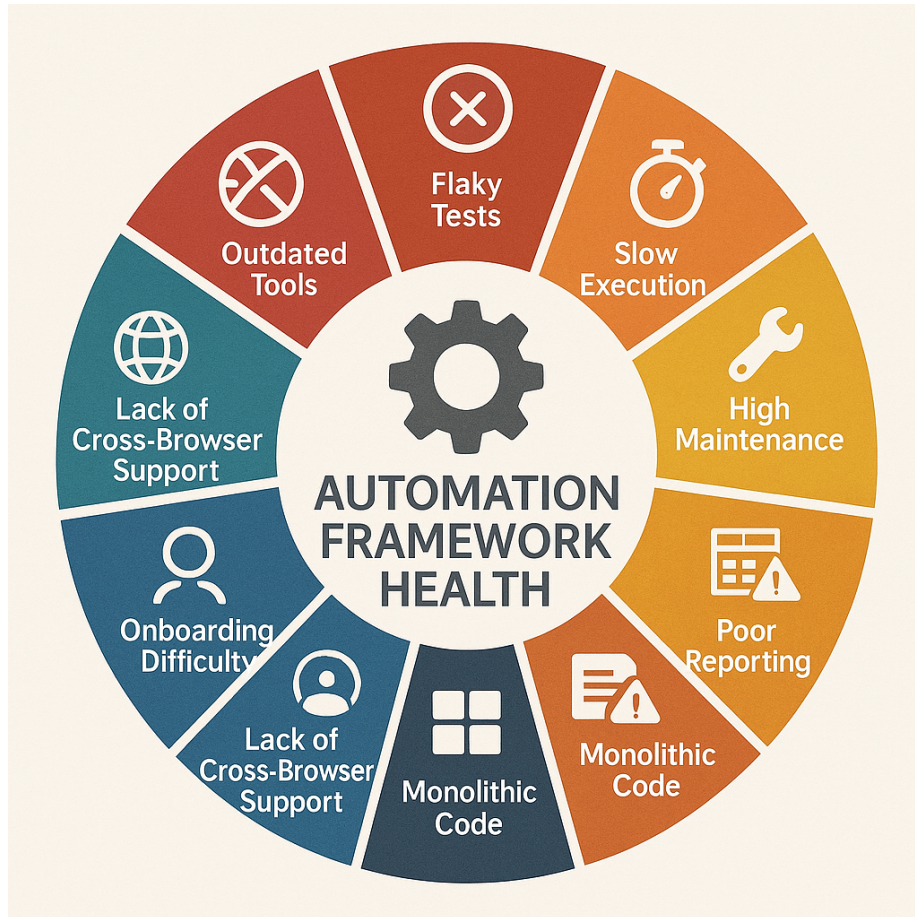 Flaky
Tests
Slow
Execution
High
Maintenance
Poor
Reporting
Monolithic
Code
Monolithic
Code
Lack of
Cross-Browser
Support
Onboarding
Difficulty
Lack of
Cross-Browser
Support
Outdated
Tools
AUTOMATION
FRAMEWORK
HEALTH